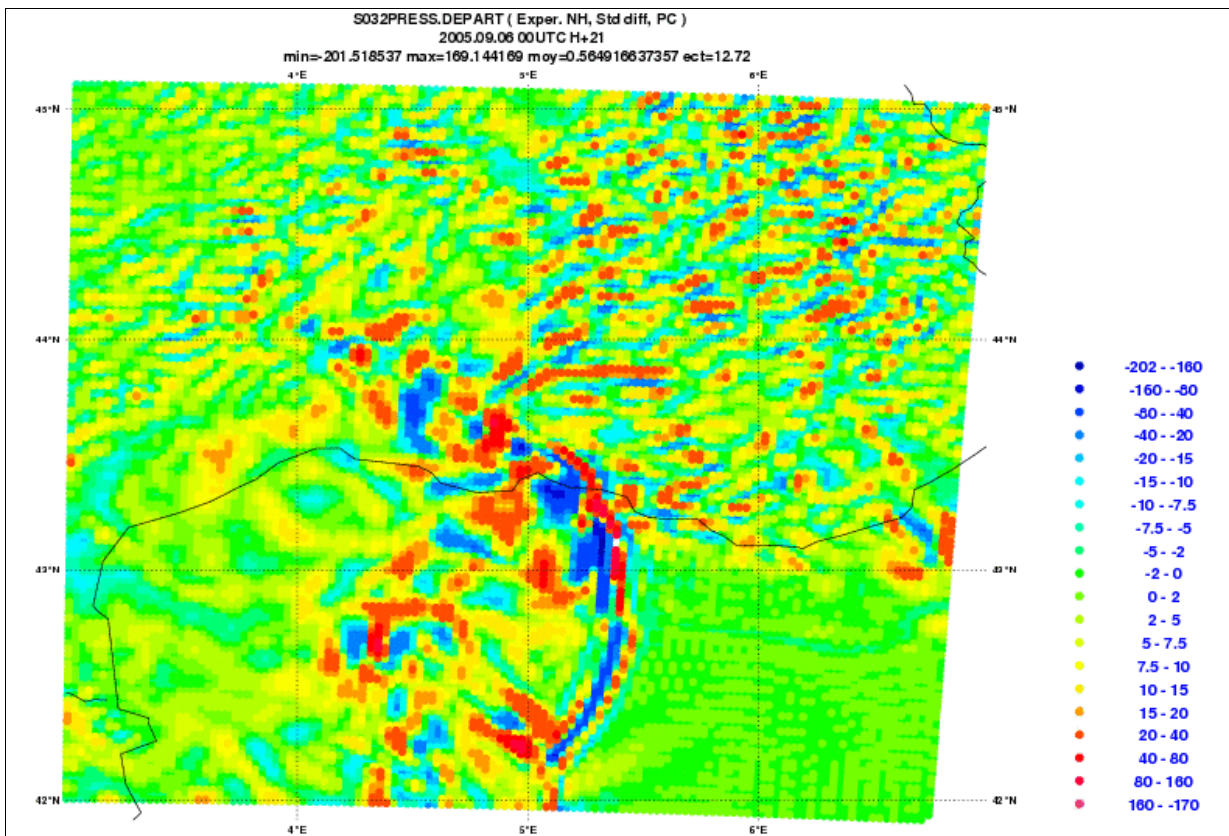 S032PRESS.DEPART ( Exper. NH, Std diff, PC )
2005.09.06 00UTC H+21
min=-201.518537 max=169.144169 moy=0.564916637357 ect=12.72
4°E 5°E 6°E
45°N 45°N
44°N 44°N
43°N 43°N
42°N 42°N
4°E 5°E 6°E
-202 - -160
-160 - -80
-80 - -40
-40 - -20
-20 - -15
-15 - -10
-10 - -7.5
-7.5 - -5
-5 - -2
-2 - 0
0 - 2
2 - 5
5 - 7.5
7.5 - 10
10 - 15
15 - 20
20 - 40
40 - 80
80 - 160
160 - -170